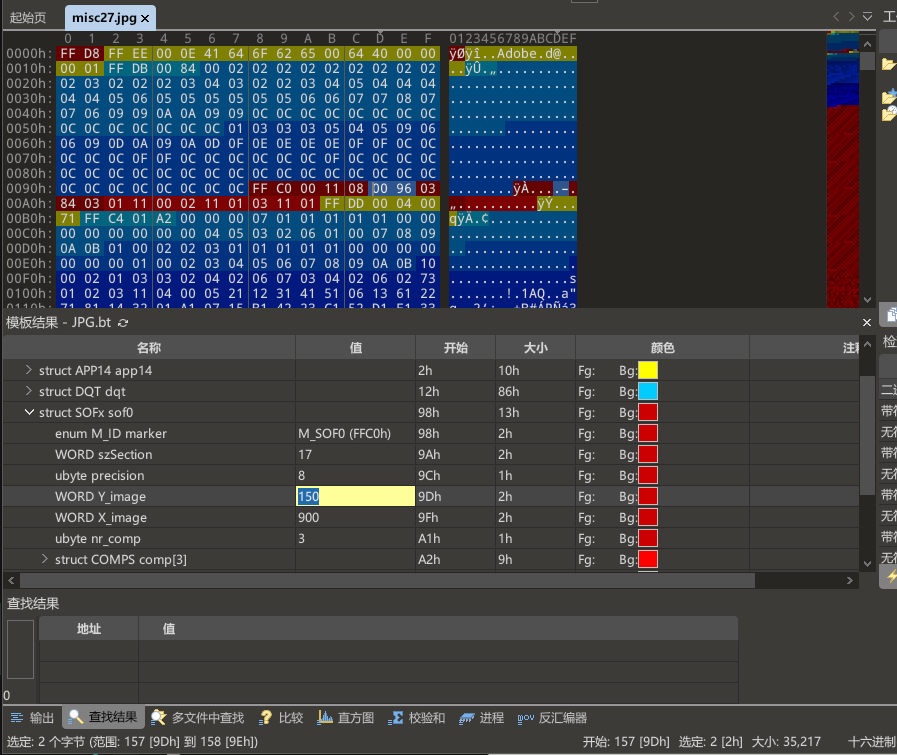 起始页 misc27.jpg × 工
0 1 2 3 4 5 6 7 8 9 A B C D E F 0123456789ABCDEF
0000h: FF D8 FF EE 00 0E 41 64 6F 62 65 00 64 40 00 00 ÿØÿî..Adobe.d@..
0010h: 00 01 FF DB 00 84 00 02 02 02 02 02 02 02 02 02 ..ÿÛ.„..........
0020h: 02 03 02 02 02 03 04 03 02 02 03 04 05 04 04 04 ................
0030h: 04 04 05 06 05 05 05 05 05 05 06 06 07 07 08 07 ................
0040h: 07 06 09 09 0A 0A 09 09 0C 0C 0C 0C 0C 0C 0C 0C ................
0050h: 0C 0C 0C 0C 0C 0C 0C 01 03 03 03 05 04 05 09 06 ................
0060h: 06 09 0D 0A 09 0A 0D 0F 0E 0E 0E 0E 0F 0F 0C 0C ................
0070h: 0C 0C 0C 0F 0F 0C 0C 0C 0C 0C 0C 0F 0C 0C 0C 0C ................
0080h: 0C 0C 0C 0C 0C 0C 0C 0C 0C 0C 0C 0C 0C 0C 0C 0C ................
0090h: 0C 0C 0C 0C 0C 0C 0C 0C FF C0 00 11 08 00 96 03 ........ÿÀ....–.
00A0h: 84 03 01 11 00 02 11 01 03 11 01 FF DD 00 04 00 „..........ÿÝ...
00B0h: 71 FF C4 01 A2 00 00 00 07 01 01 01 01 01 00 00 qÿÄ.¢...........
00C0h: 00 00 00 00 00 04 05 03 02 06 01 00 07 08 09 ................
00D0h: 0A 0B 01 00 02 02 03 01 01 01 01 01 00 00 00 00 ................
00E0h: 00 00 00 01 00 02 03 04 05 06 07 08 09 0A 0B 10 ................
00F0h: 00 02 01 03 03 02 04 02 06 07 03 04 02 06 02 73 ...............s
0100h: 01 02 03 11 04 00 05 21 12 31 41 51 06 13 61 22 .......!.1AQ..a"
模板结果 - JPG.bt ×
名称 值 开始 大小 颜色
struct APP14 app14 2h 10h Fg: Bg:
struct DQT dqt 12h 86h Fg: Bg:
struct SOFx sof0 98h 13h Fg: Bg:
enum M_ID marker M_SOF0 (FFC0h) 98h 2h Fg: Bg:
WORD szSection 17 9Ah 2h Fg: Bg:
ubyte precision 8 9Ch 1h Fg: Bg:
WORD Y_image 150 9Dh 2h Fg: Bg:
WORD X_image 900 9Fh 2h Fg: Bg:
ubyte nr_comp 3 A1h 1h Fg: Bg:
struct COMPS comp[3] A2h 9h Fg: Bg:
查找结果
地址 值
0
输出 查找结果 多文件中查找 比较 直方图 校验和 进程 反汇编器
选定: 2 个字节 (范围: 157 [9Dh] 到 158 [9Eh]) 开始: 157 [9Dh] 选定: 2 [2h] 大小: 35,217 十六进制